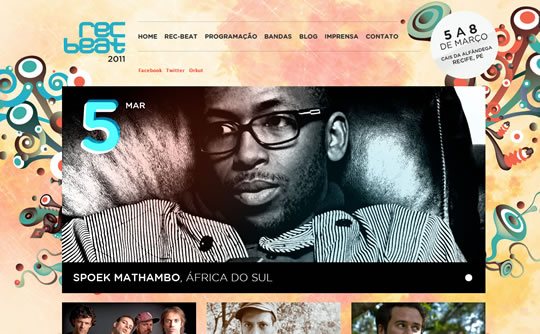 rec
beat
2011
HOME REC-BEAT PROGRAMAÇÃO BANDAS BLOG IMPRENSA CONTATO
Facebook Twitter Orkut
5 A 8
DE MARÇO
CAIS DA ALFÂNDEGA
RECIFE, PE
5 MAR
SPOEK MATHAMBO, ÁFRICA DO SUL